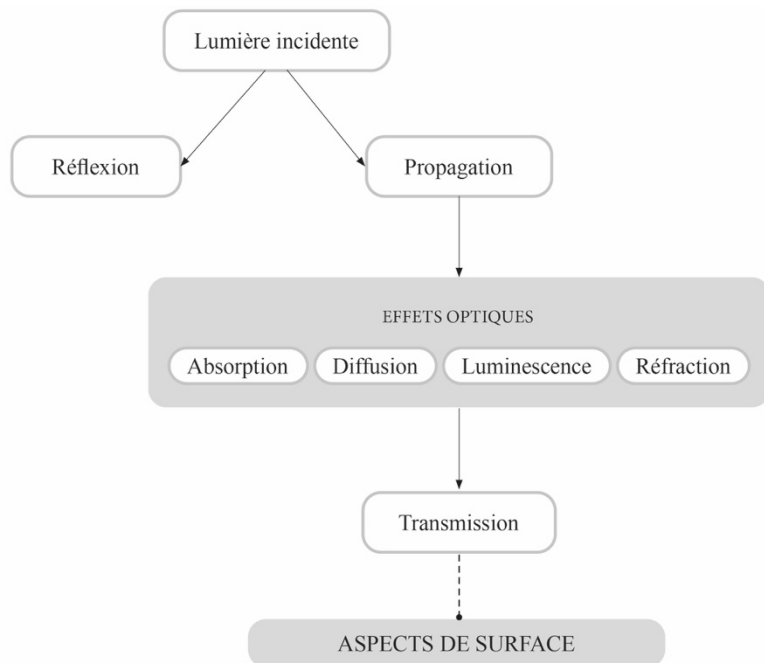 Lumière incidente
Réflexion
Propagation
EFFETS OPTIQUES
Absorption
Diffusion
Luminescence
Réfraction
Transmission
ASPECTS DE SURFACE